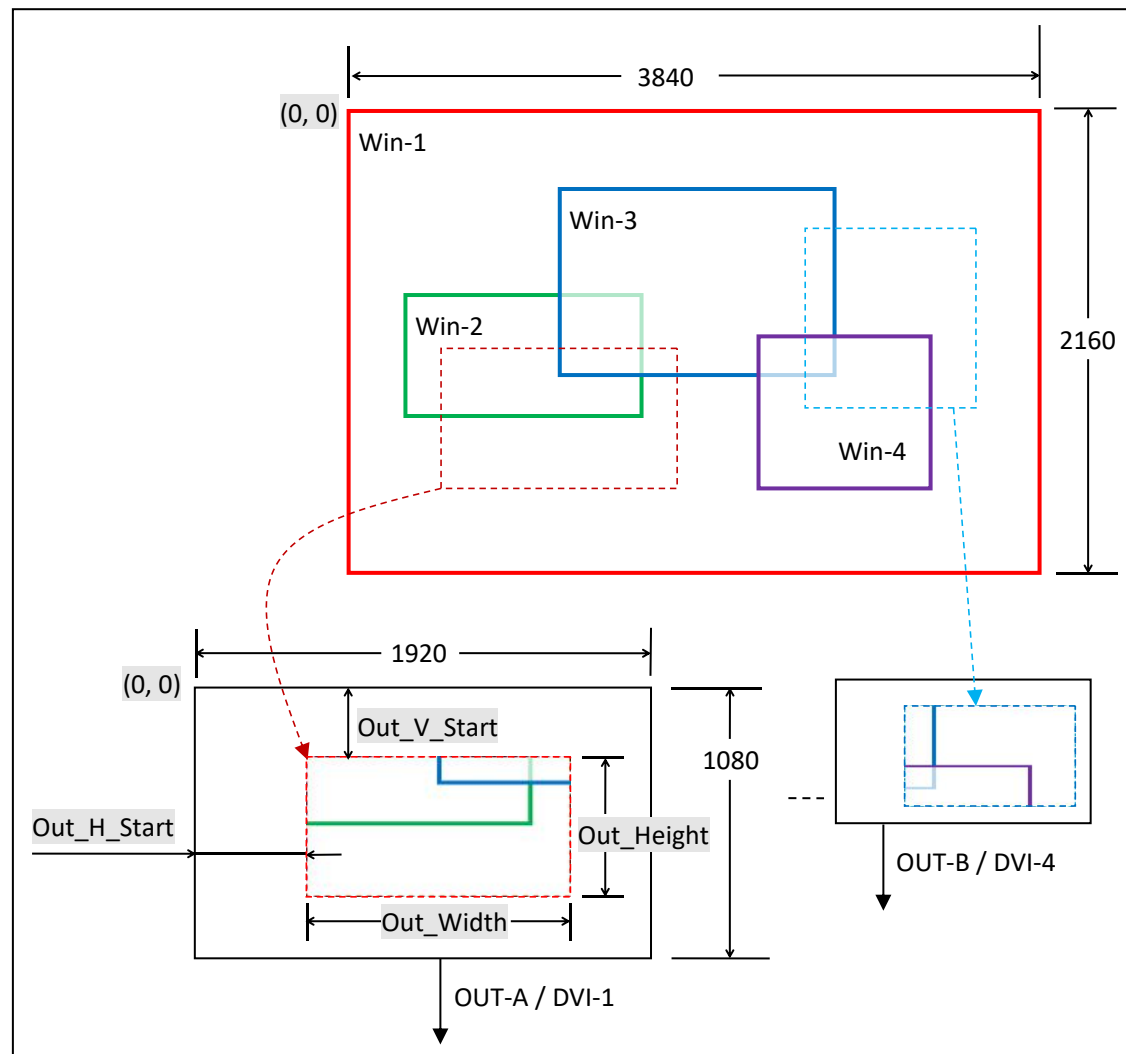 3840
(0, 0)
Win-1
Win-3
Win-2
2160
Win-4
1920
(0, 0)
Out_V_Start
1080
Out_H_Start
Out_Height
OUT-B / DVI-4
Out_Width
OUT-A / DVI-1